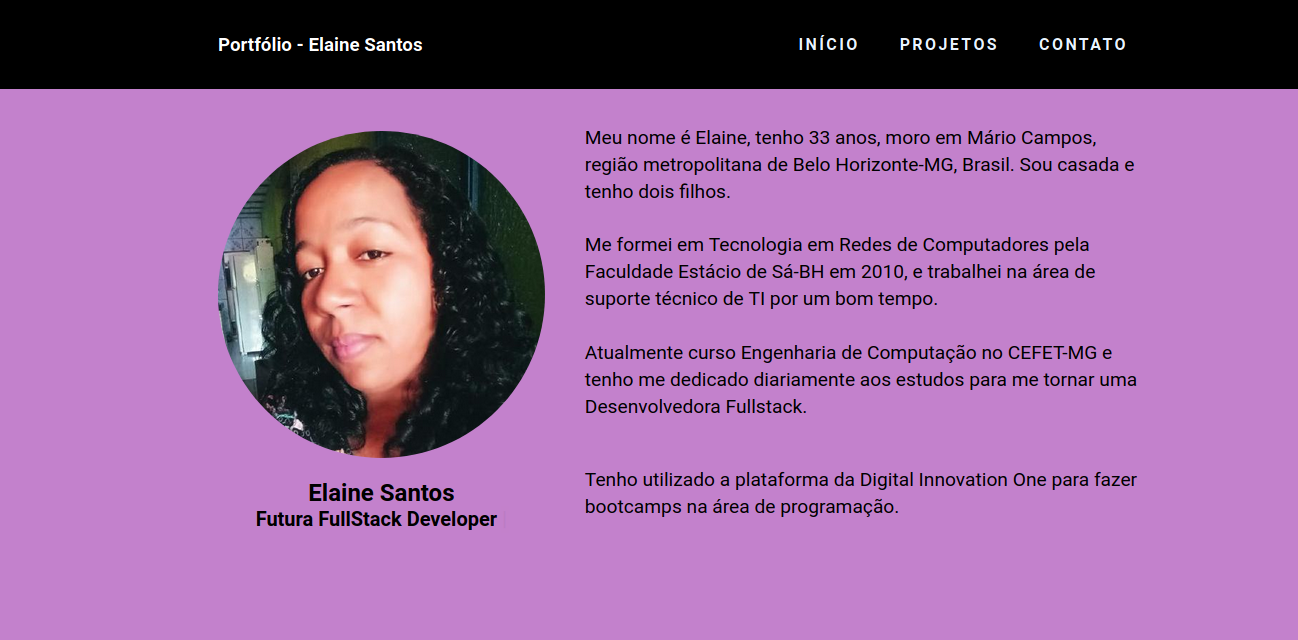 Portfólio - Elaine Santos
INÍCIO PROJETOS CONTATO
Meu nome é Elaine, tenho 33 anos, moro em Mário Campos,
região metropolitana de Belo Horizonte-MG, Brasil. Sou casada e
tenho dois filhos.
Me formei em Tecnologia em Redes de Computadores pela
Faculdade Estácio de Sá-BH em 2010, e trabalhei na área de
suporte técnico de TI por um bom tempo.
Atualmente curso Engenharia de Computação no CEFET-MG e
tenho me dedicado diariamente aos estudos para me tornar uma
Desenvolvedora Fullstack.
Tenho utilizado a plataforma da Digital Innovation One para fazer
bootcamps na área de programação.
Elaine Santos
Futura FullStack Developer